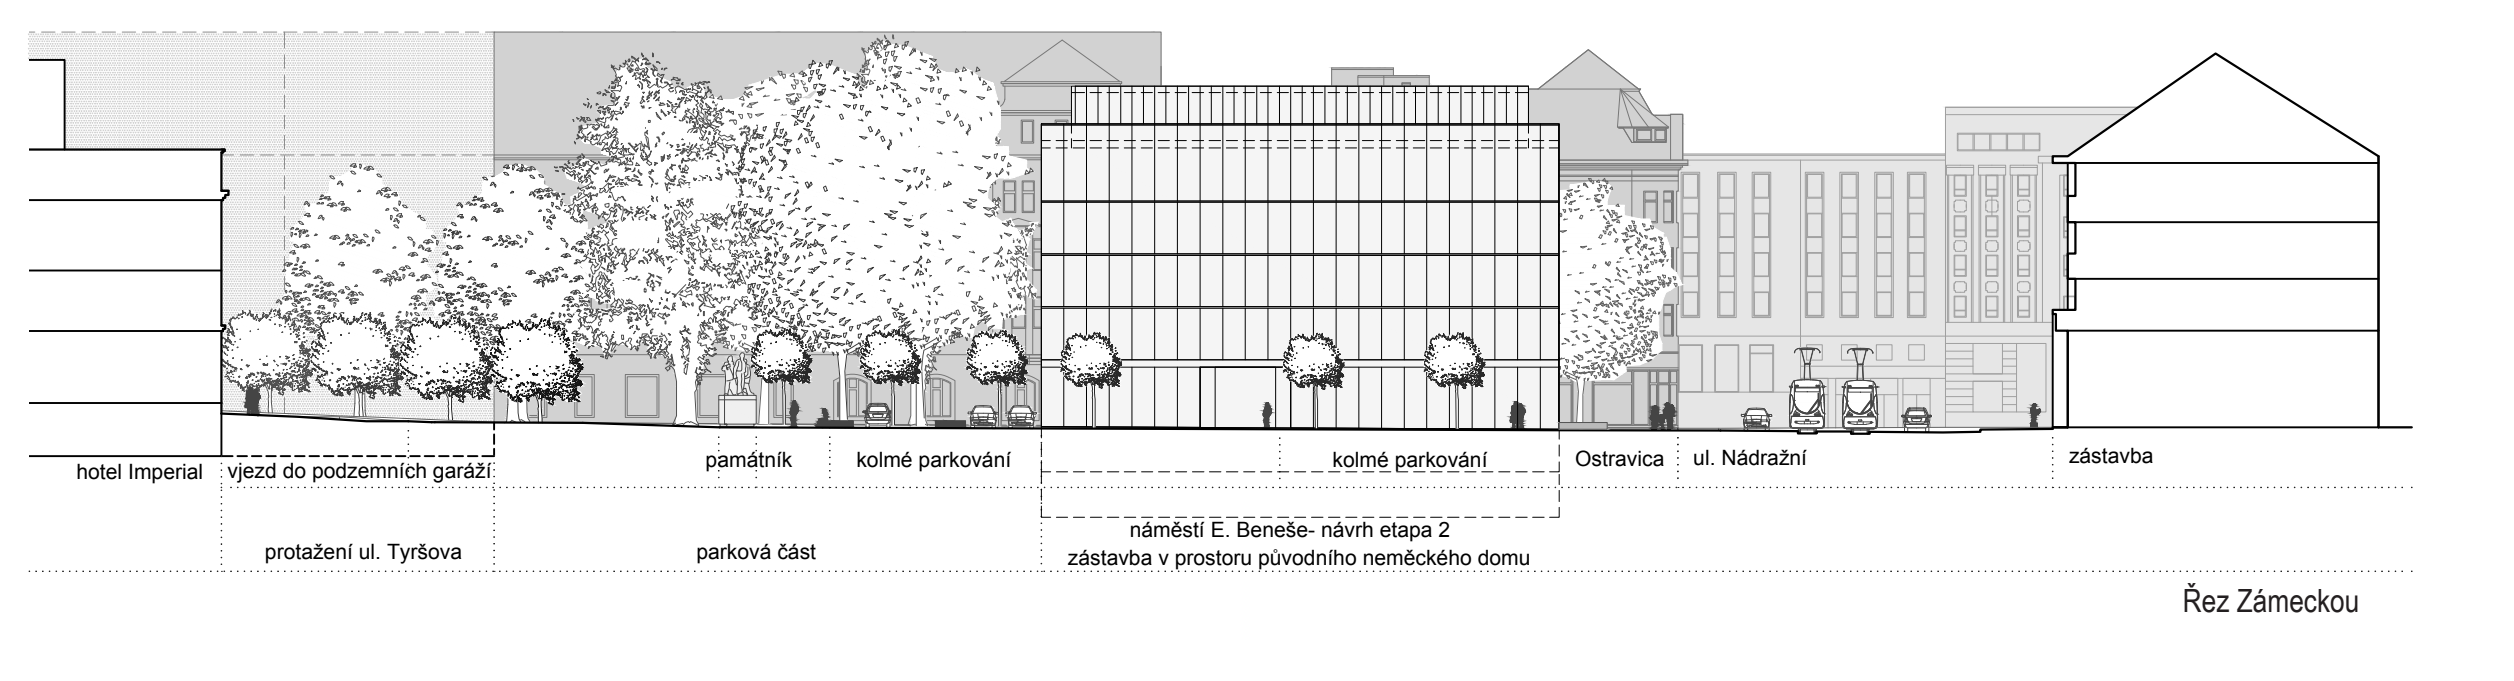 hotel Imperial
vjezd do podzemních garáží
památník
kolmé parkování
kolmé parkování
Ostravica
ul. Nádražní
zástavba
protažení ul. Tyršova
parková část
náměstí E. Beneše- návrh etapa 2
zástavba v prostoru původního neměckého domu
Řez Zámeckou